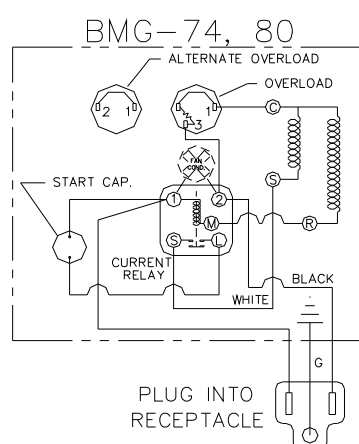 BMG-74, 80
ALTERNATE OVERLOAD
OVERLOAD
2 1
1
3
C
FAN
COND.
S
START CAP.
1 2
M
R
S L
CURRENT
RELAY
BLACK
WHITE
G
PLUG INTO
RECEPTACLE